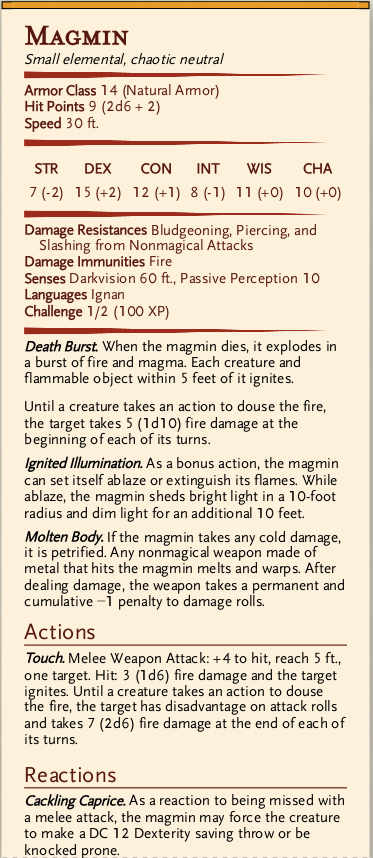 Magmin
Small elemental, chaotic neutral
Armor Class 14 (Natural Armor)
Hit Points 9 (2d6 + 2)
Speed 30 ft.
STR DEX CON INT WIS CHA
7 (-2) 15 (+2) 12 (+1) 8 (-1) 11 (+0) 10 (+0)
Damage Resistances Bludgeoning, Piercing, and
Slashing from Nonmagical Attacks
Damage Immunities Fire
Senses Darkvision 60 ft., Passive Perception 10
Languages Ignan
Challenge 1/2 (100 XP)
Death Burst. When the magmin dies, it explodes in
a burst of fire and magma. Each creature and
flammable object within 5 feet of it ignites.
Until a creature takes an action to douse the fire,
the target takes 5 (1d10) fire damage at the
beginning of each of its turns.
Ignited Illumination. As a bonus action, the magmin
can set itself ablaze or extinguish its flames. While
ablaze, the magmin sheds bright light in a 10-foot
radius and dim light for an additional 10 feet.
Molten Body. If the magmin takes any cold damage,
it is petrified. Any nonmagical weapon made of
metal that hits the magmin melts and warps. After
dealing damage, the weapon takes a permanent and
cumulative −1 penalty to damage rolls.
Actions
Touch. Melee Weapon Attack: +4 to hit, reach 5 ft.,
one target. Hit: 3 (1d6) fire damage and the target
ignites. Until a creature takes an action to douse
the fire, the target has disadvantage on attack rolls
and takes 7 (2d6) fire damage at the end of each of
its turns.
Reactions
Cackling Caprice. As a reaction to being missed with
a melee attack, the magmin may force the creature
to make a DC 12 Dexterity saving throw or be
knocked prone.